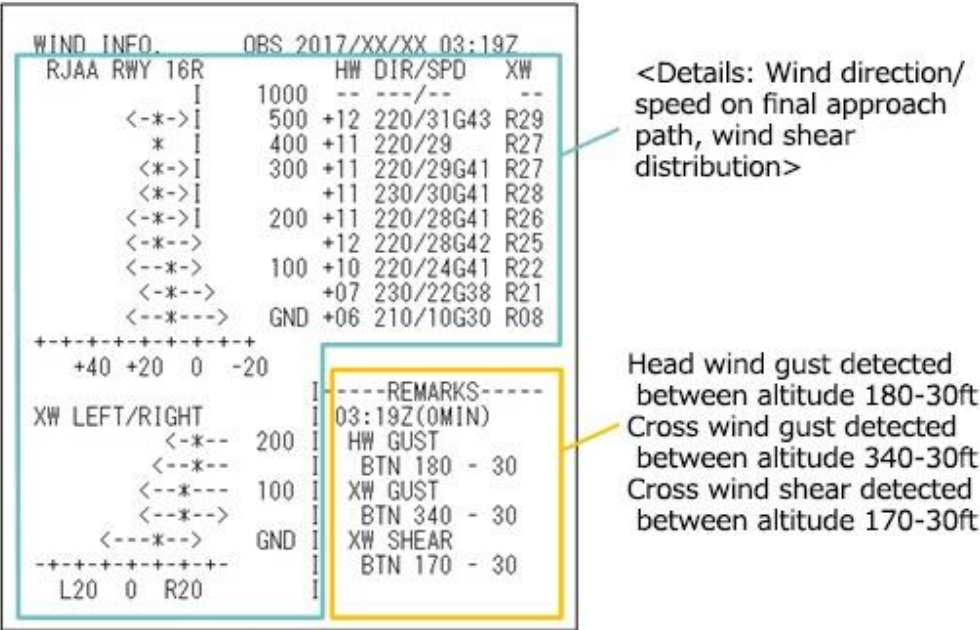 WIND INFO. OBS 2017/XX/XX 03:19Z
RJAA RWY 16R HW DIR/SPD XW
I 1000 -- ---/-- --
<-*->I 500 +12 220/31G43 R29
* I 400 +11 220/29 R27
<*->I 300 +11 220/29G41 R27
<*->I +11 230/30G41 R28
<-*->I 200 +11 220/28G41 R26
<-*--> +12 220/28G42 R25
<--*-> 100 +10 220/24G41 R22
<-*--> +07 230/22G38 R21
<--*---> GND +06 210/10G30 R08
+-+-+-+-+-+-+-+-+
+40 +20 0 -20
I-----REMARKS-----
XW LEFT/RIGHT I 03:19Z(0MIN)
<-*-- 200 I HW GUST
<--*-- I BTN 180 - 30
<--*--- 100 I XW GUST
<--*--> I BTN 340 - 30
<---*--> GND I XW SHEAR
-+-+-+-+-+-+-+- I BTN 170 - 30
L20 0 R20 I
<Details: Wind direction/
speed on final approach
path, wind shear
distribution>
Head wind gust detected
between altitude 180-30ft
Cross wind gust detected
between altitude 340-30ft
Cross wind shear detected
between altitude 170-30ft